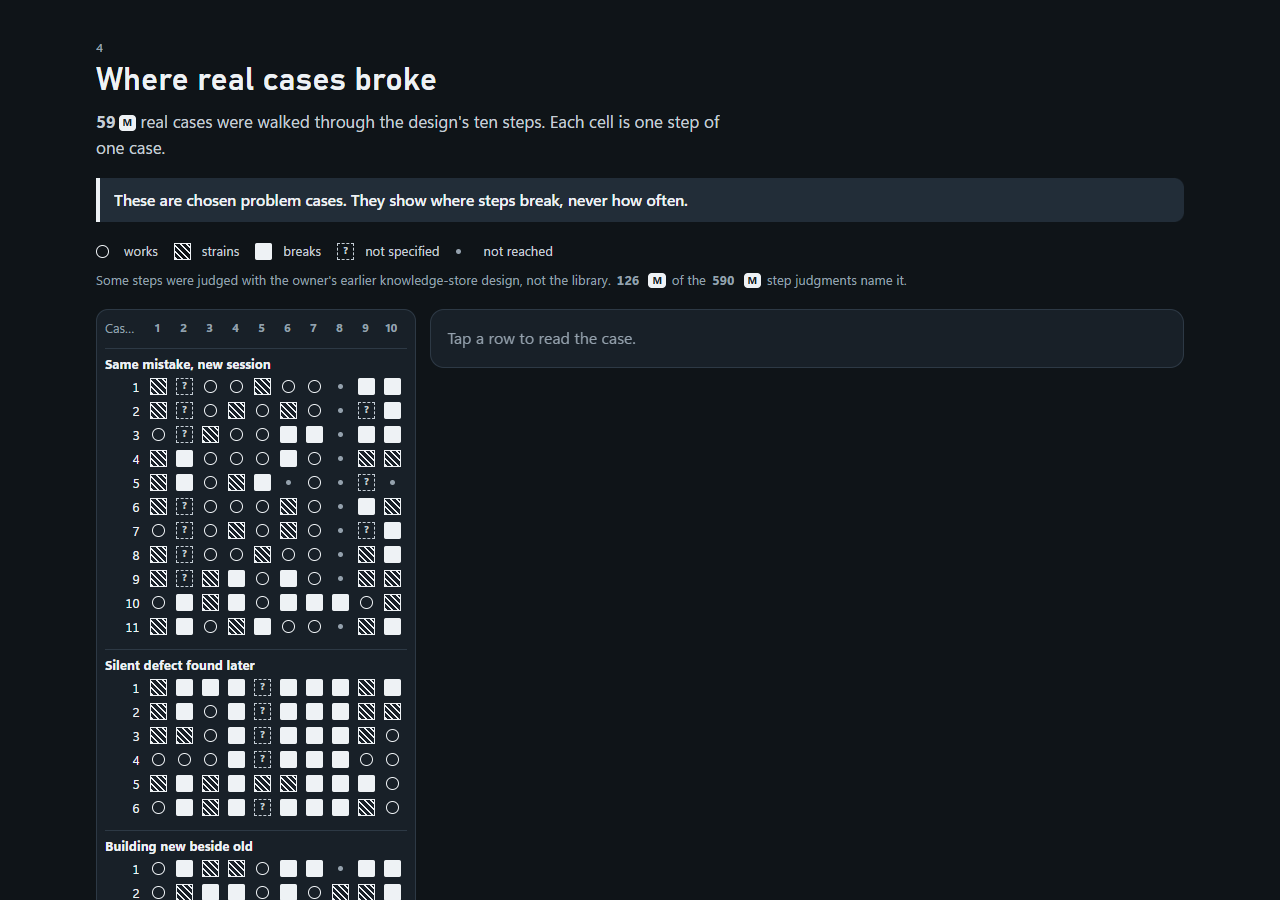 4
Where real cases broke
59 M real cases were walked through the design's ten steps. Each cell is one step of
one case.
These are chosen problem cases. They show where steps break, never how often.
works strains breaks ? not specified not reached
Some steps were judged with the owner's earlier knowledge-store design, not the library. 126 M of the 590 M step judgments name it.
Cas... 1 2 3 4 5 6 7 8 9 10
Tap a row to read the case.
Same mistake, new session
1 ?
2 ? ?
3 ?
4
5 ?
6 ?
7 ? ?
8 ?
9 ?
10
11
Silent defect found later
1 ?
2 ?
3 ?
4 ?
5
6 ?
Building new beside old
1
2